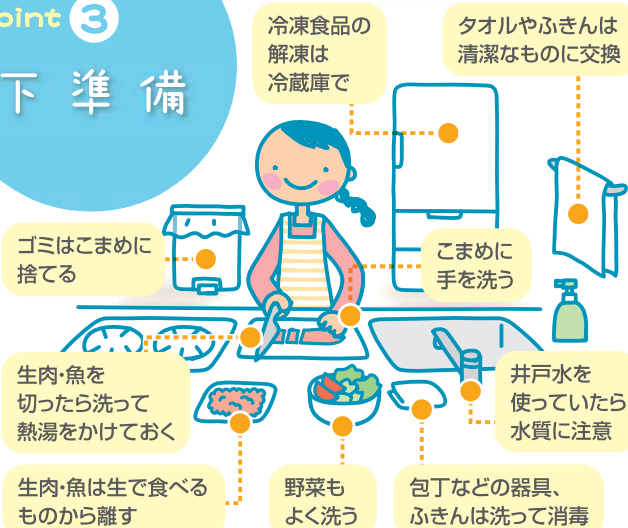 point 3
下準備
冷凍食品の
解凍は
冷蔵庫で
タオルやふきんは
清潔なものに交換
ゴミはこまめに
捨てる
こまめに
手を洗う
生肉・魚を
切ったら洗って
熱湯をかけておく
井戸水を
使っていたら
水質に注意
生肉・魚は生で食べる
ものから離す
野菜も
よく洗う
包丁などの器具、
ふきんは洗って消毒